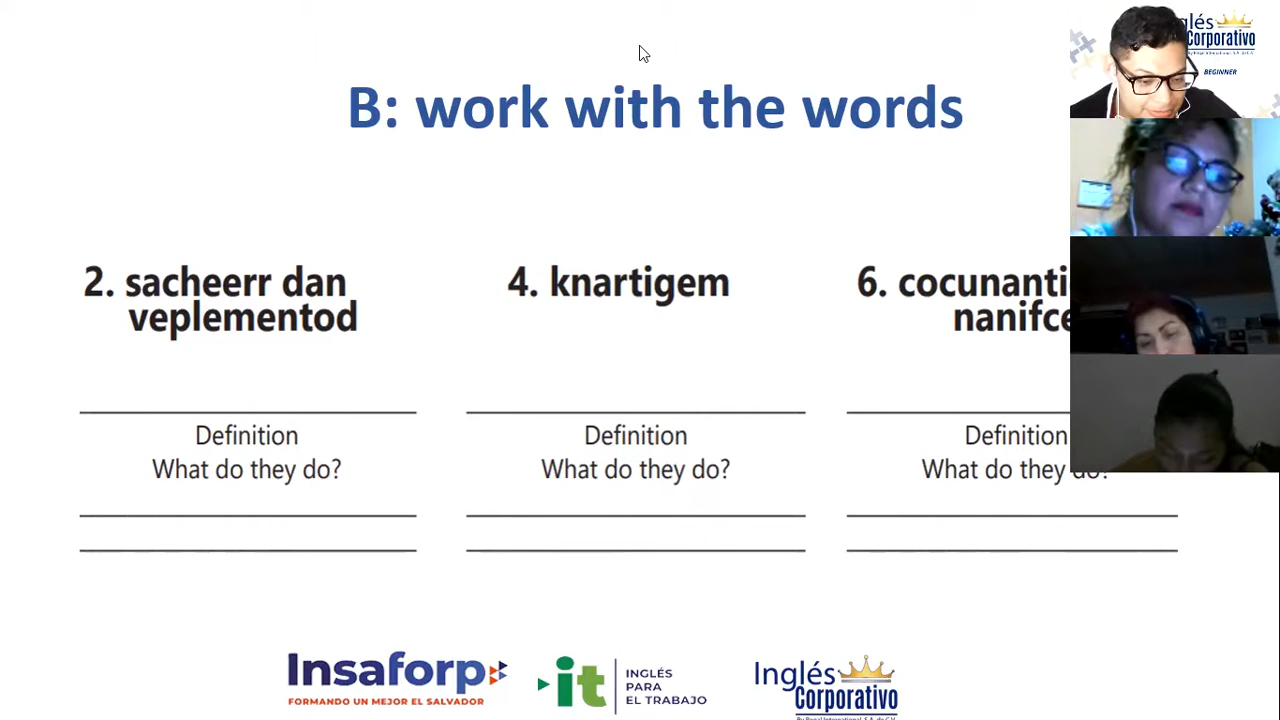 B: work with the words
glés
Corporativo
BEGINNER
2. sacheerr dan
veplementod
Definition
What do they do?
4. knartigem
Definition
What do they do?
6. cocunanti
nanifce
Definition
What do they do?
Insaforp
FORMANDO UN MEJOR EL SALVADOR
it
INGLÉS
PARA
EL TRABAJO
Inglés
Corporativo